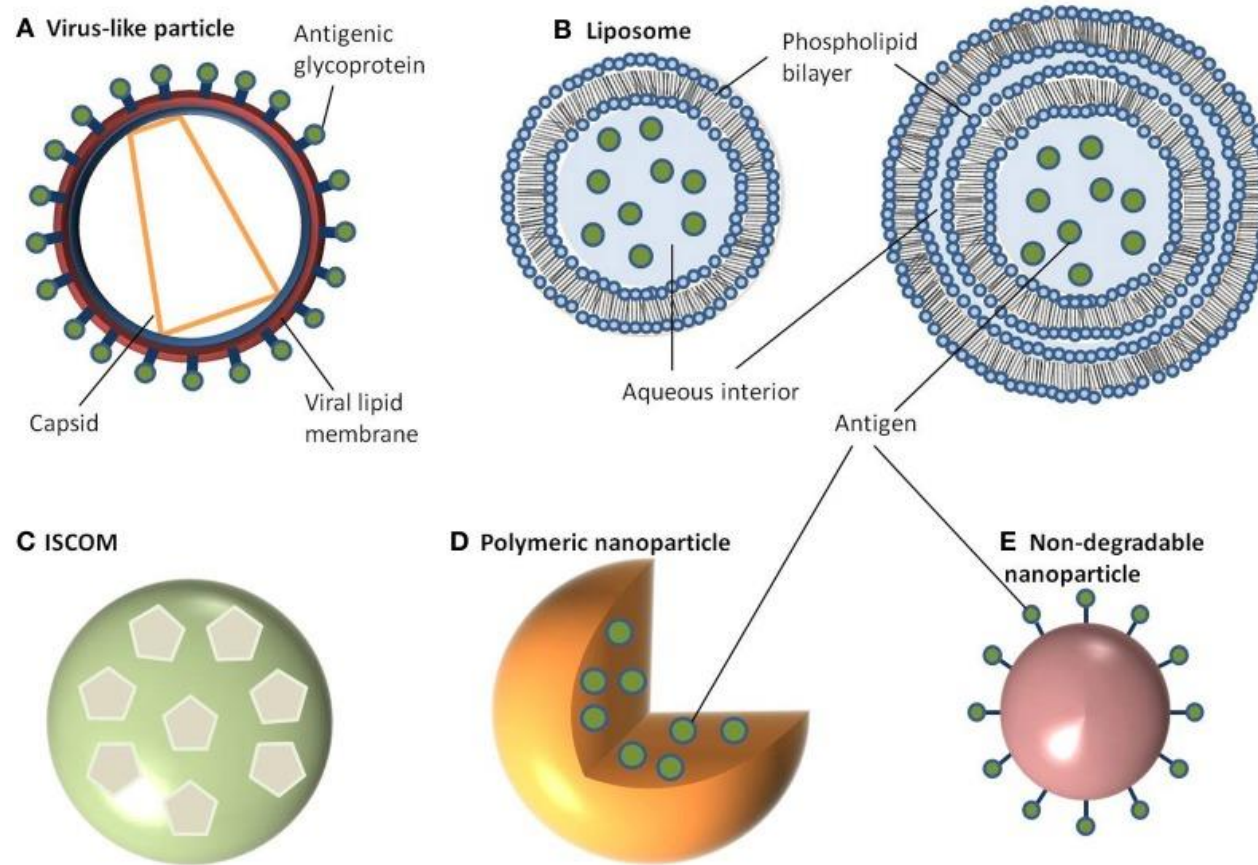 A Virus-like particle
Antigenic
glycoprotein
B Liposome
Phospholipid
bilayer
Capsid
Viral lipid
membrane
Aqueous interior
Antigen
C ISCOM
D Polymeric nanoparticle
E Non-degradable
nanoparticle